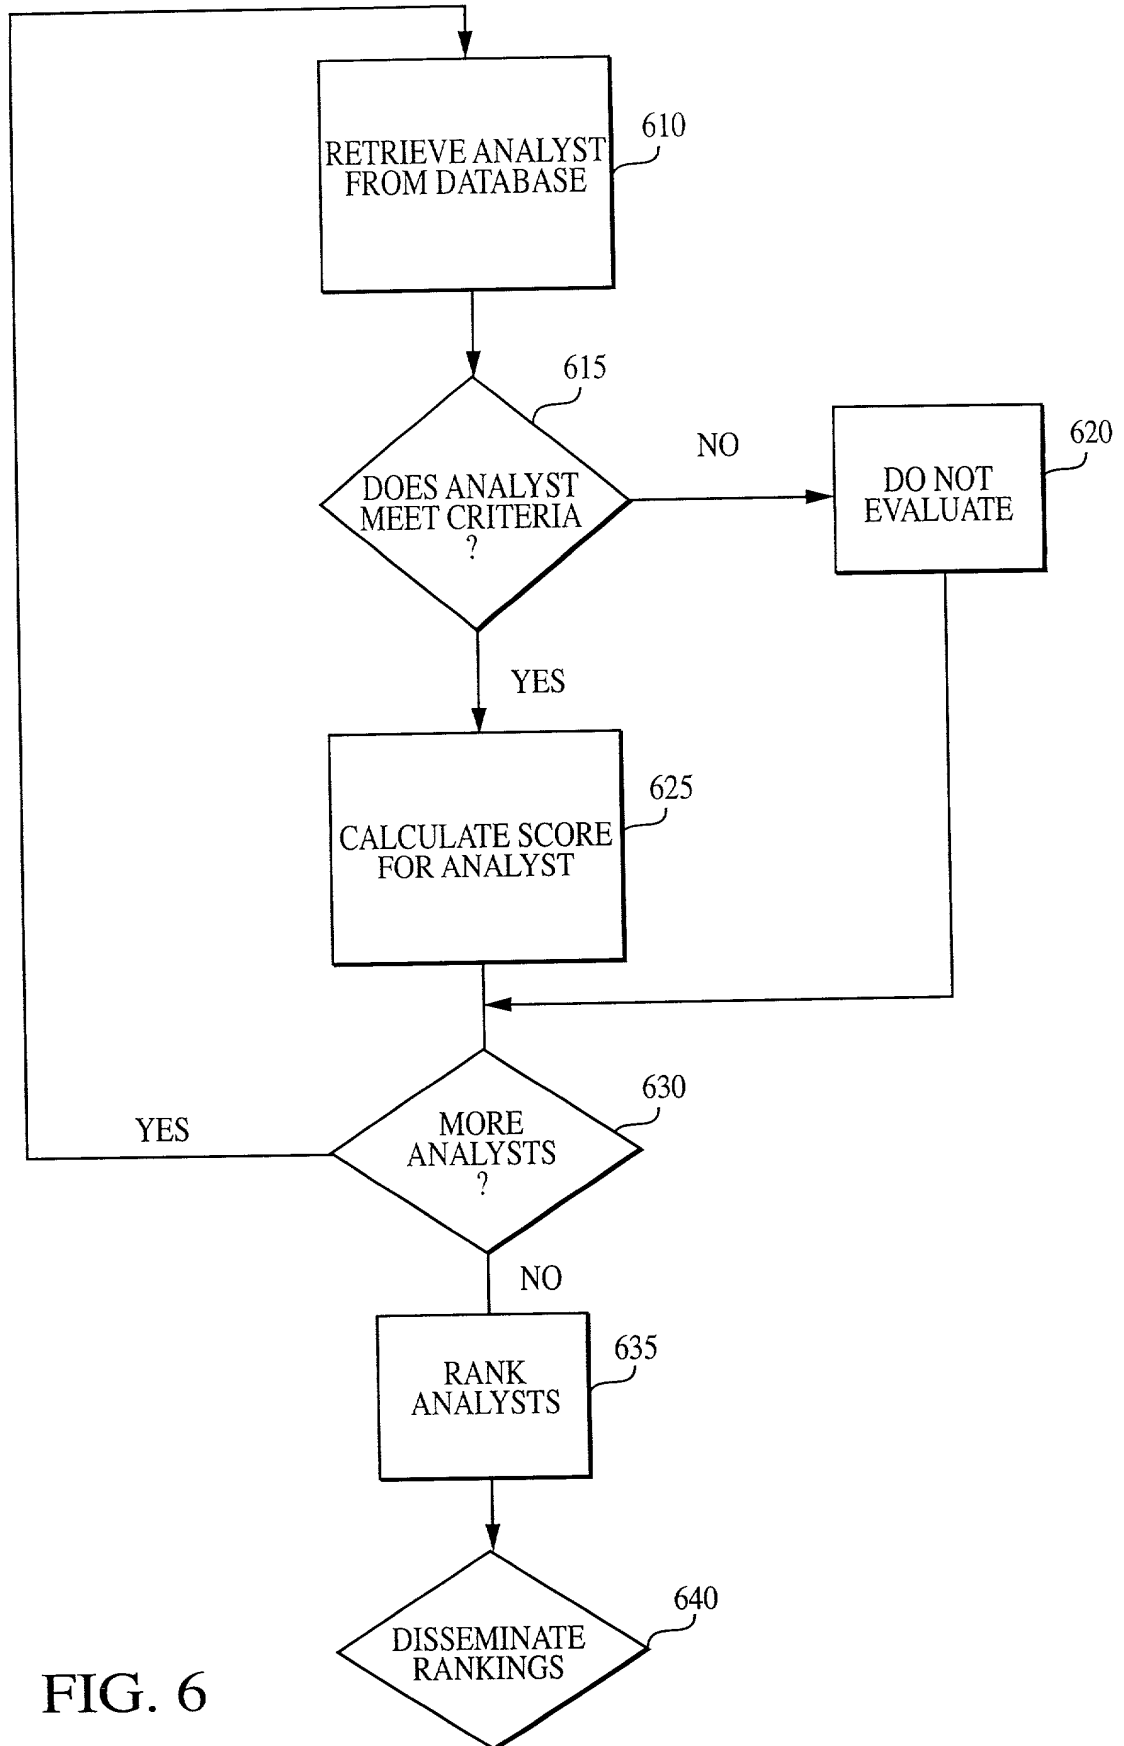 610
RETRIEVE ANALYST
FROM DATABASE
615
NO
620
DOES ANALYST
MEET CRITERIA
?
DO NOT
EVALUATE
YES
625
CALCULATE SCORE
FOR ANALYST
630
MORE
ANALYSTS
?
YES
NO
635
RANK
ANALYSTS
640
DISSEMINATE
RANKINGS
FIG. 6